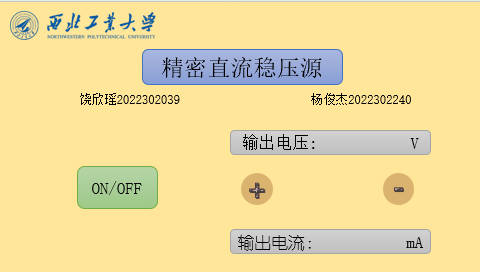 西北工业大学
NORTHWESTERN POLYTECHNICAL UNIVERSITY
精密直流稳压源
饶欣瑶2022302039 杨俊杰2022302240
输出电压: V
ON/OFF + -
输出电流: mA